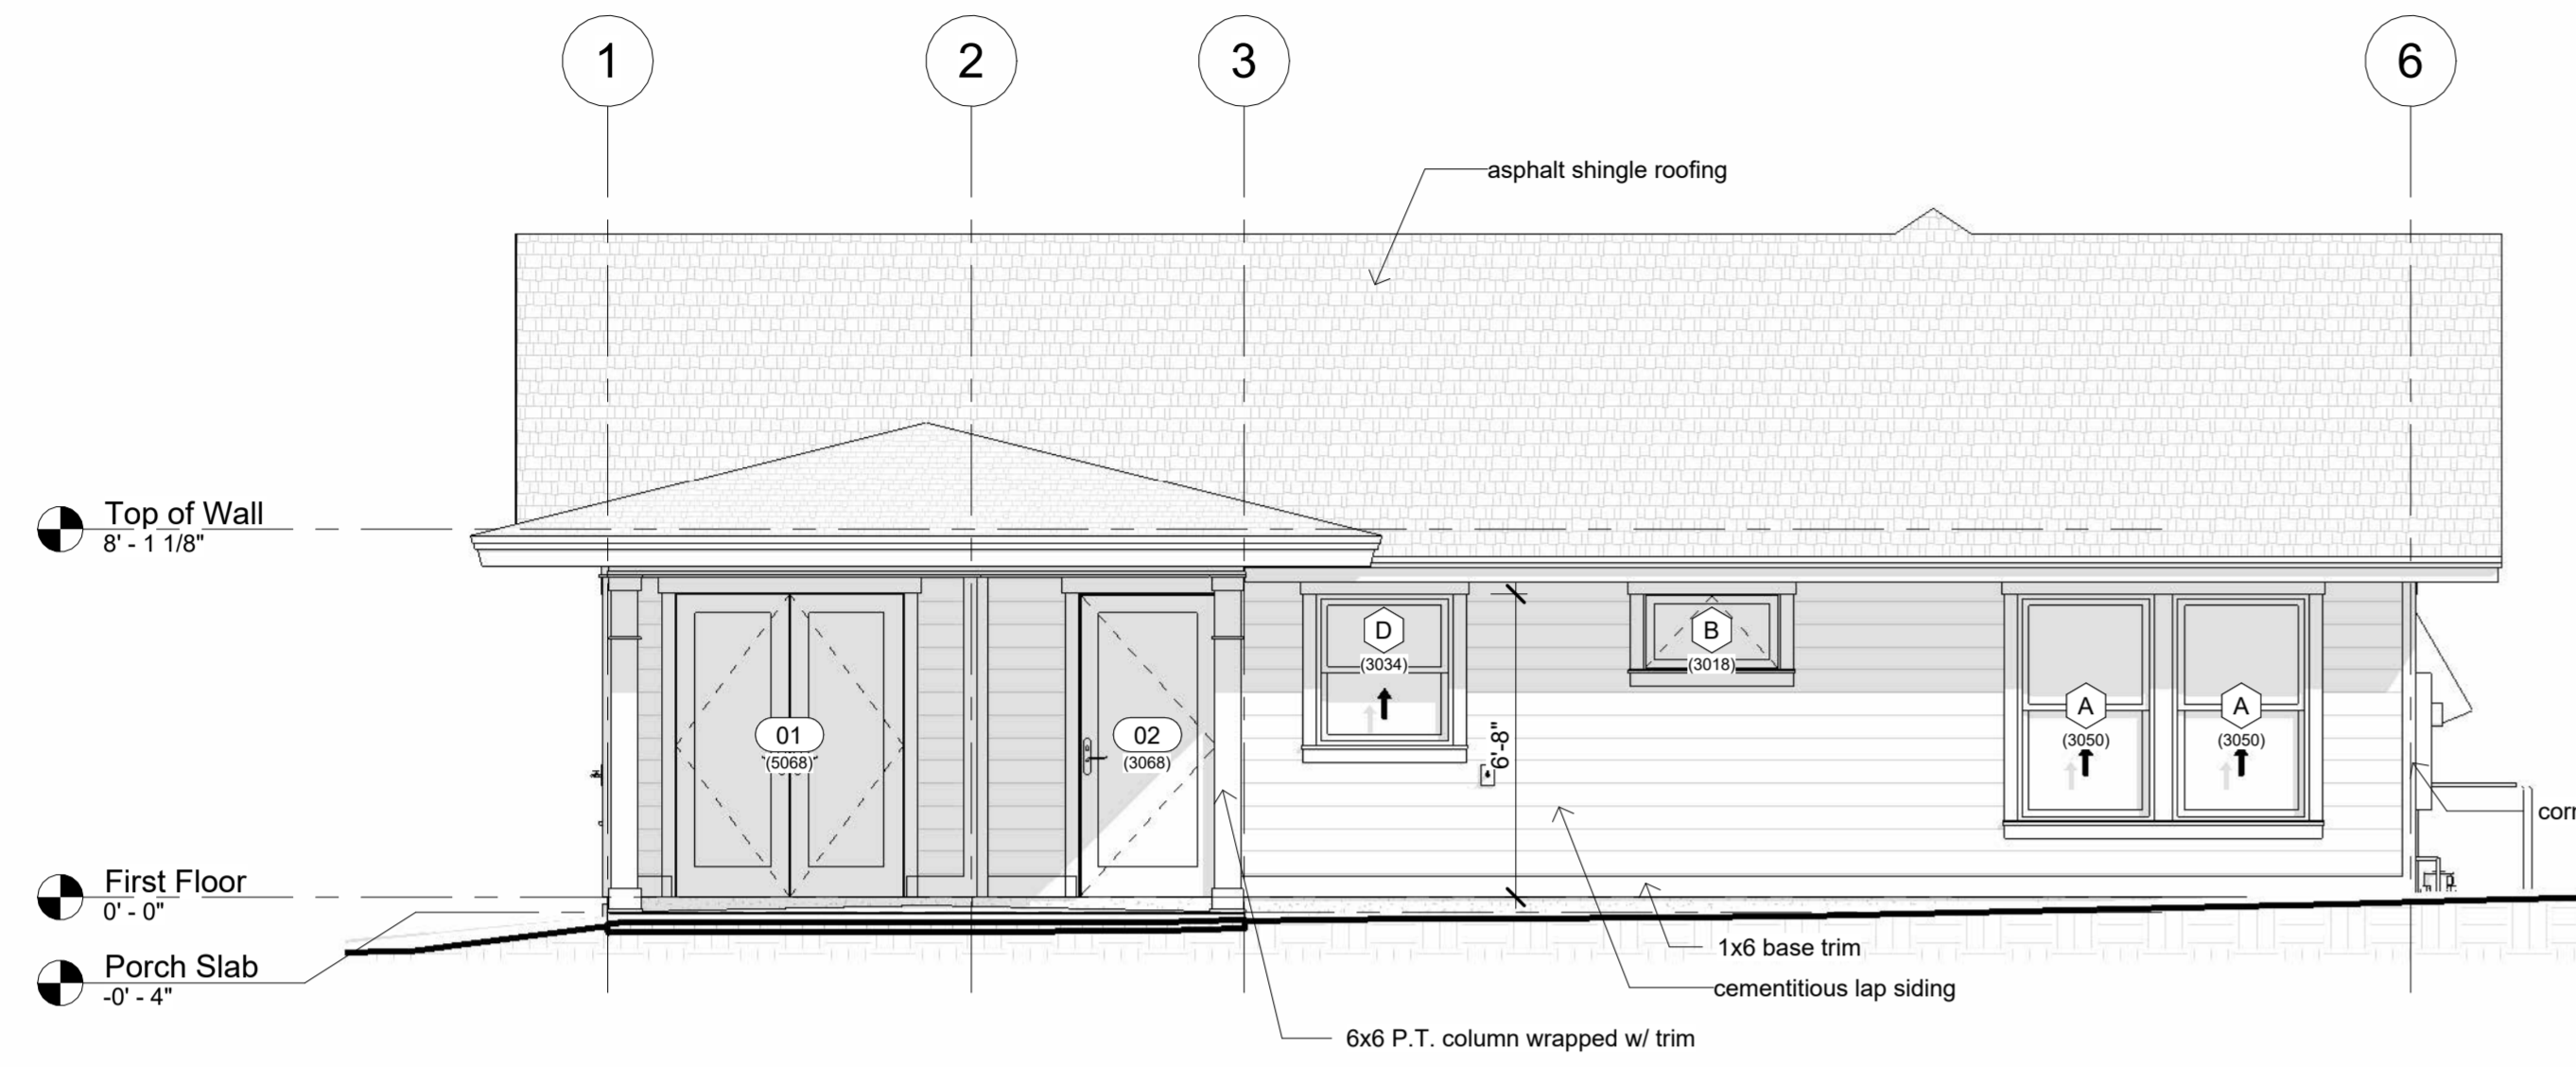 1
2
3
6
asphalt shingle roofing
Top of Wall
8' - 1 1/8"
D
(3034)
B
(3018)
A
(3050)
A
(3050)
01
(5068)
02
(3068)
6'-8"
corr
First Floor
0' - 0"
1x6 base trim
Porch Slab
-0' - 4"
cementitious lap siding
6x6 P.T. column wrapped w/ trim